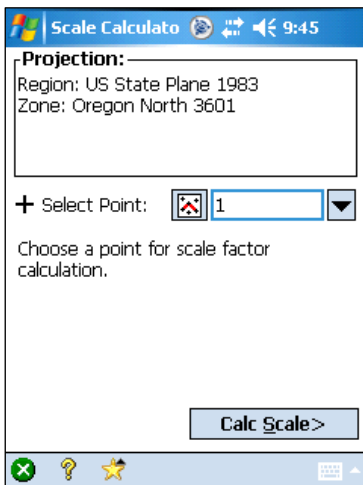 Scale Calculato 9:45
Projection:
Region: US State Plane 1983
Zone: Oregon North 3601
Select Point: 1
Choose a point for scale factor
calculation.
Calc Scale>